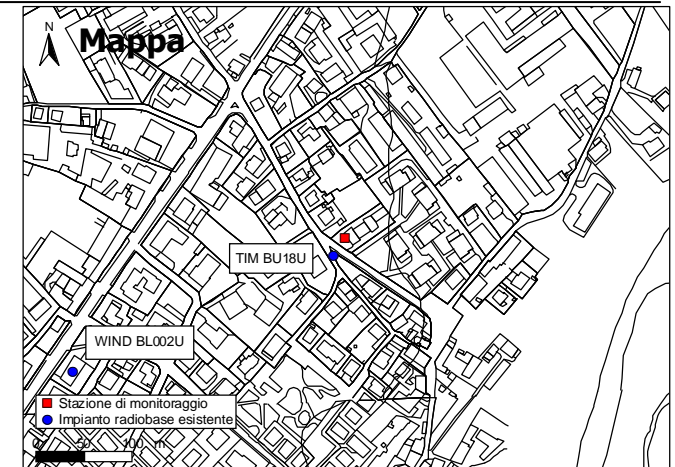 N
Mappa
TIM BU18U
WIND BL002U
Stazione di monitoraggio
Impianto radiobase esistente
0 50 100 m